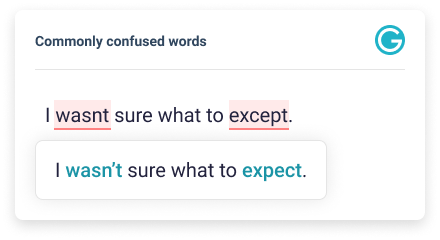 Commonly confused words
I wasnt sure what to except.
I wasn’t sure what to expect.